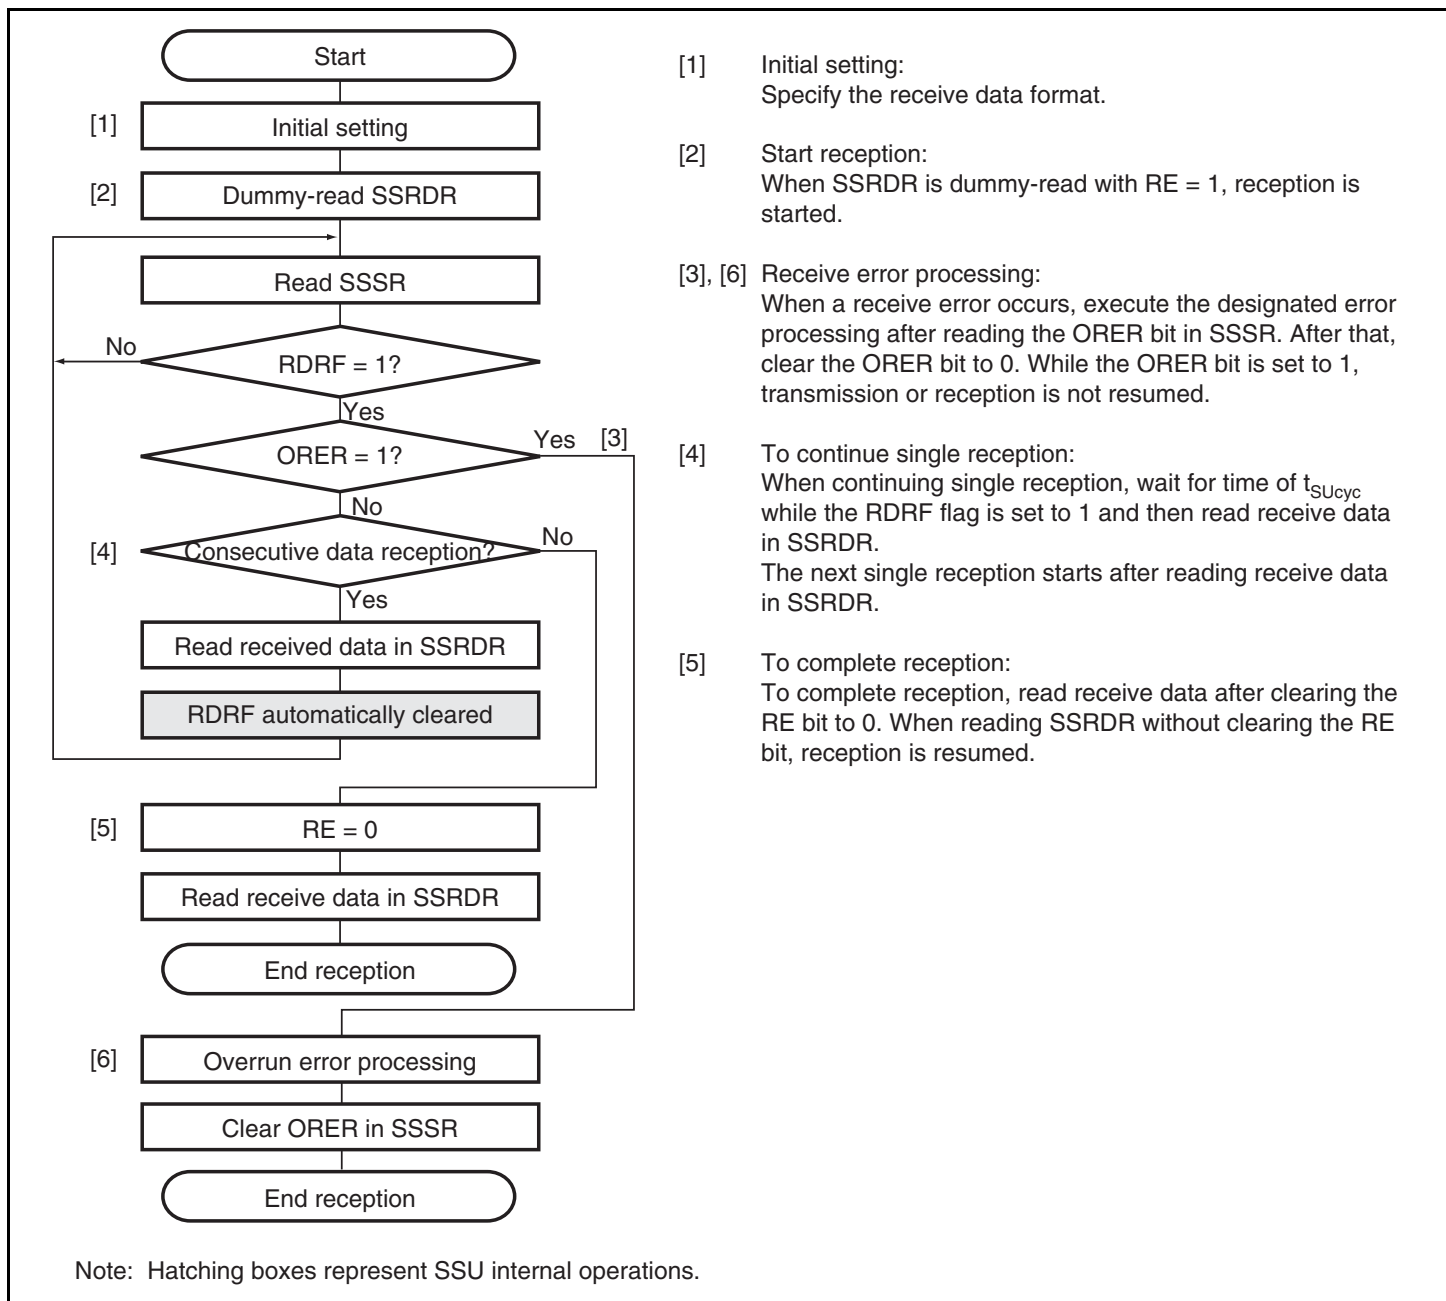 Start
[1] Initial setting
[2] Dummy-read SSRDR
Read SSSR
No
RDRF = 1?
Yes
ORER = 1?
Yes [3]
No
[4] Consecutive data reception?
No
Yes
Read received data in SSRDR
RDRF automatically cleared
[5] RE = 0
Read receive data in SSRDR
End reception
[6] Overrun error processing
Clear ORER in SSSR
End reception
[1] Initial setting:
Specify the receive data format.
[2] Start reception:
When SSRDR is dummy-read with RE = 1, reception is
started.
[3], [6] Receive error processing:
When a receive error occurs, execute the designated error
processing after reading the ORER bit in SSSR. After that,
clear the ORER bit to 0. While the ORER bit is set to 1,
transmission or reception is not resumed.
[4] To continue single reception:
When continuing single reception, wait for time of tSUcyc
while the RDRF flag is set to 1 and then read receive data
in SSRDR.
The next single reception starts after reading receive data
in SSRDR.
[5] To complete reception:
To complete reception, read receive data after clearing the
RE bit to 0. When reading SSRDR without clearing the RE
bit, reception is resumed.
Note: Hatching boxes represent SSU internal operations.